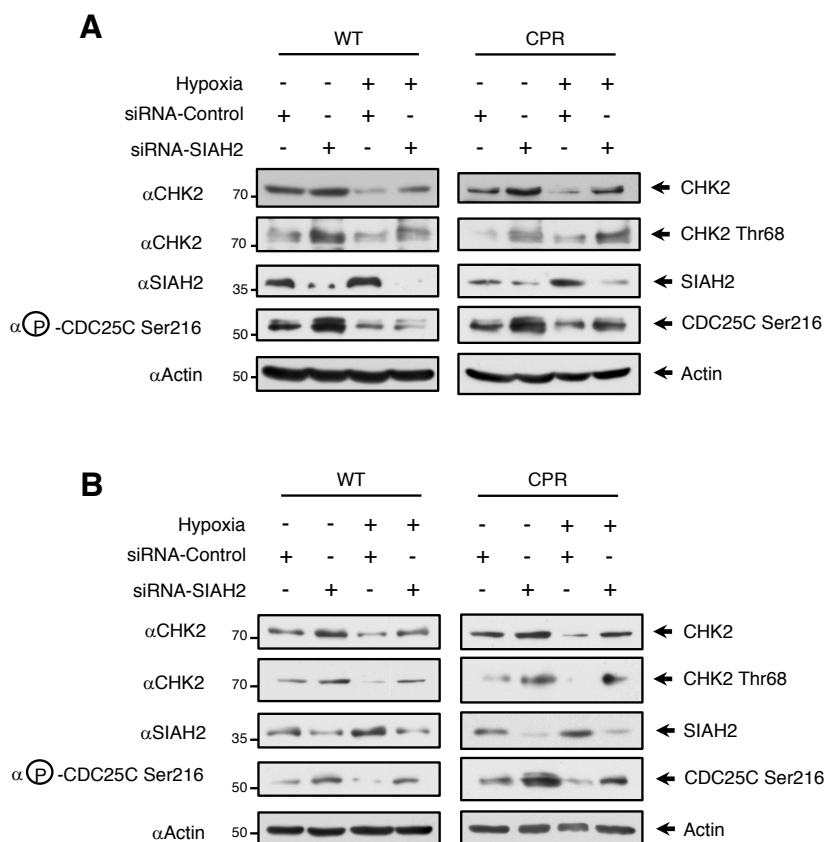 A
WT CPR
Hypoxia - - + + - - + +
siRNA-Control + - + - + - + -
siRNA-SIAH2 - + - + - + - +
αCHK2 70 CHK2
αCHK2 70 CHK2 Thr68
αSIAH2 35 SIAH2
α P -CDC25C Ser216 50 CDC25C Ser216
αActin 50 Actin
B
WT CPR
Hypoxia - - + + - - + +
siRNA-Control + - + - + - + -
siRNA-SIAH2 - + - + - + - +
αCHK2 70 CHK2
αCHK2 70 CHK2 Thr68
αSIAH2 35 SIAH2
α P -CDC25C Ser216 50 CDC25C Ser216
αActin 50 Actin